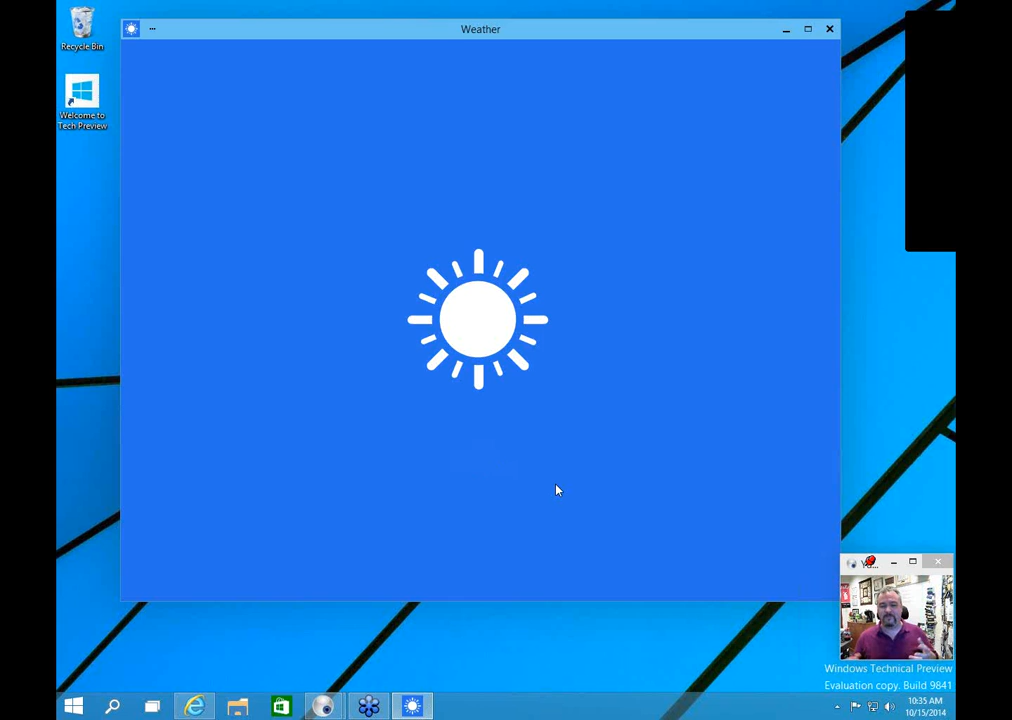 Recycle Bin
Weather
Welcome to
Tech Preview
Windows Technical Preview
Evaluation copy. Build 9841
10:35 AM
10/15/2014